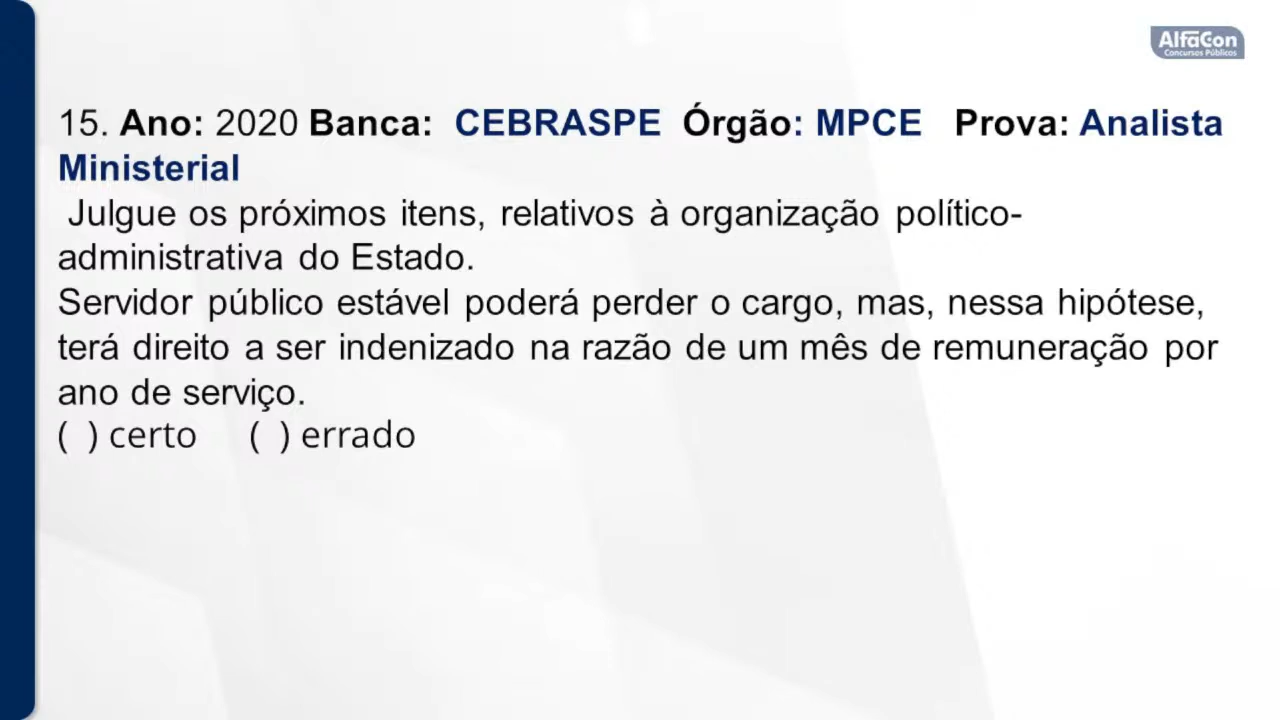 AlfaCon
Concursos Públicos
15. Ano: 2020 Banca: CEBRASPE Órgão: MPCE Prova: Analista
Ministerial
Julgue os próximos itens, relativos à organização político-
administrativa do Estado.
Servidor público estável poderá perder o cargo, mas, nessa hipótese,
terá direito a ser indenizado na razão de um mês de remuneração por
ano de serviço.
( ) certo ( ) errado